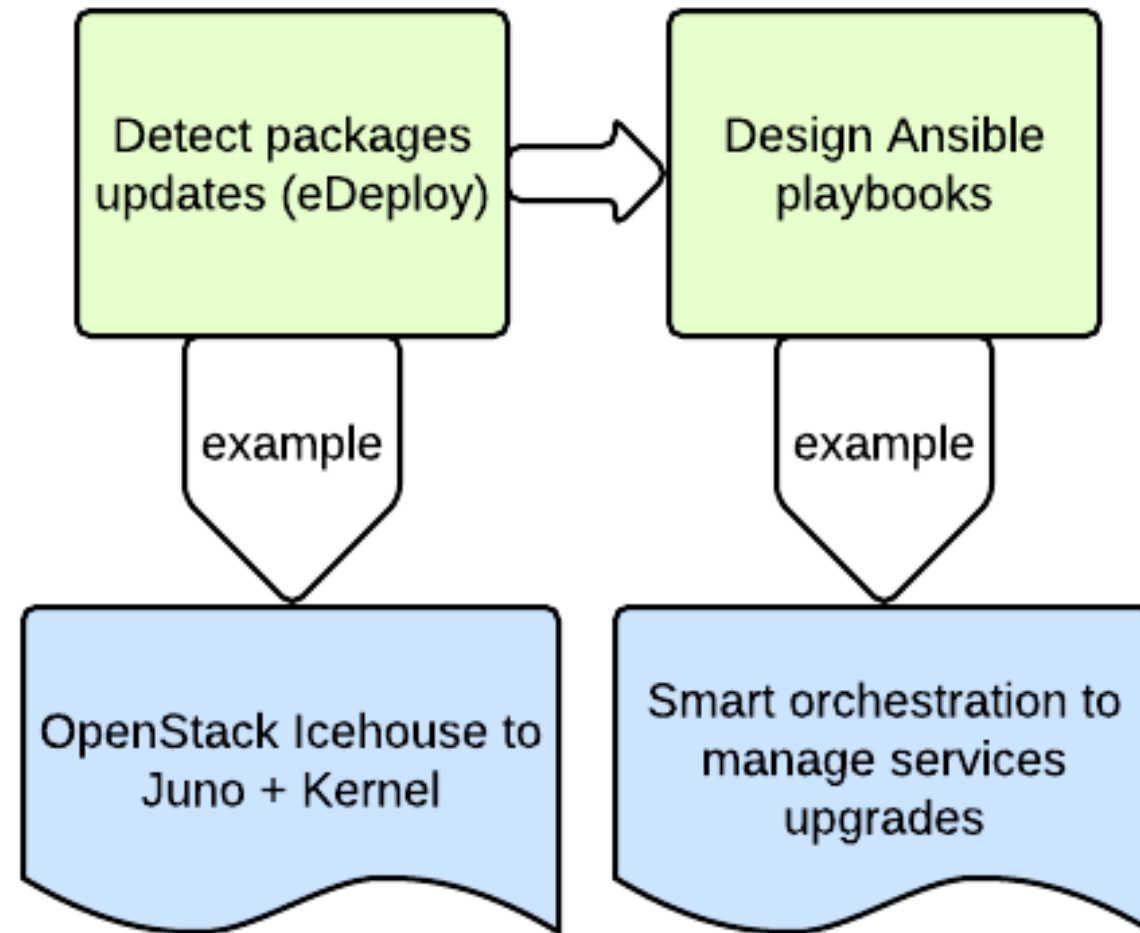 Detect packages
updates (eDeploy)
Design Ansible
playbooks
example
example
OpenStack Icehouse to
Juno + Kernel
Smart orchestration to
manage services
upgrades